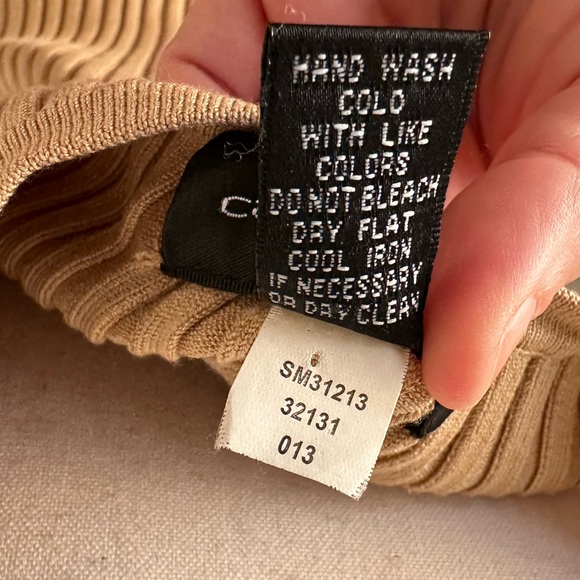 HAND WASH
COLD
WITH LIKE
COLORS
DO NOT BLEACH
DRY FLAT
COOL IRON
IF NECESSARY
OR DRY CLEAN
SM31213
32131
013